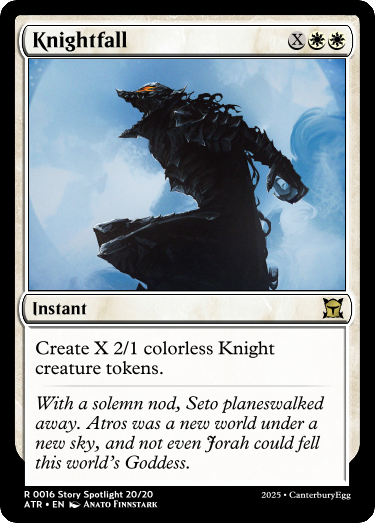 Knightfall X
Instant
Create X 2/1 colorless Knight
creature tokens.
With a solemn nod, Seto planeswalked
away. Atros was a new world under a
new sky, and not even Jorah could fell
this world's Goddess.
R 0016 Story Spotlight 20/20
ATR • EN Anato Finnstark
2025 • CanterburyEgg